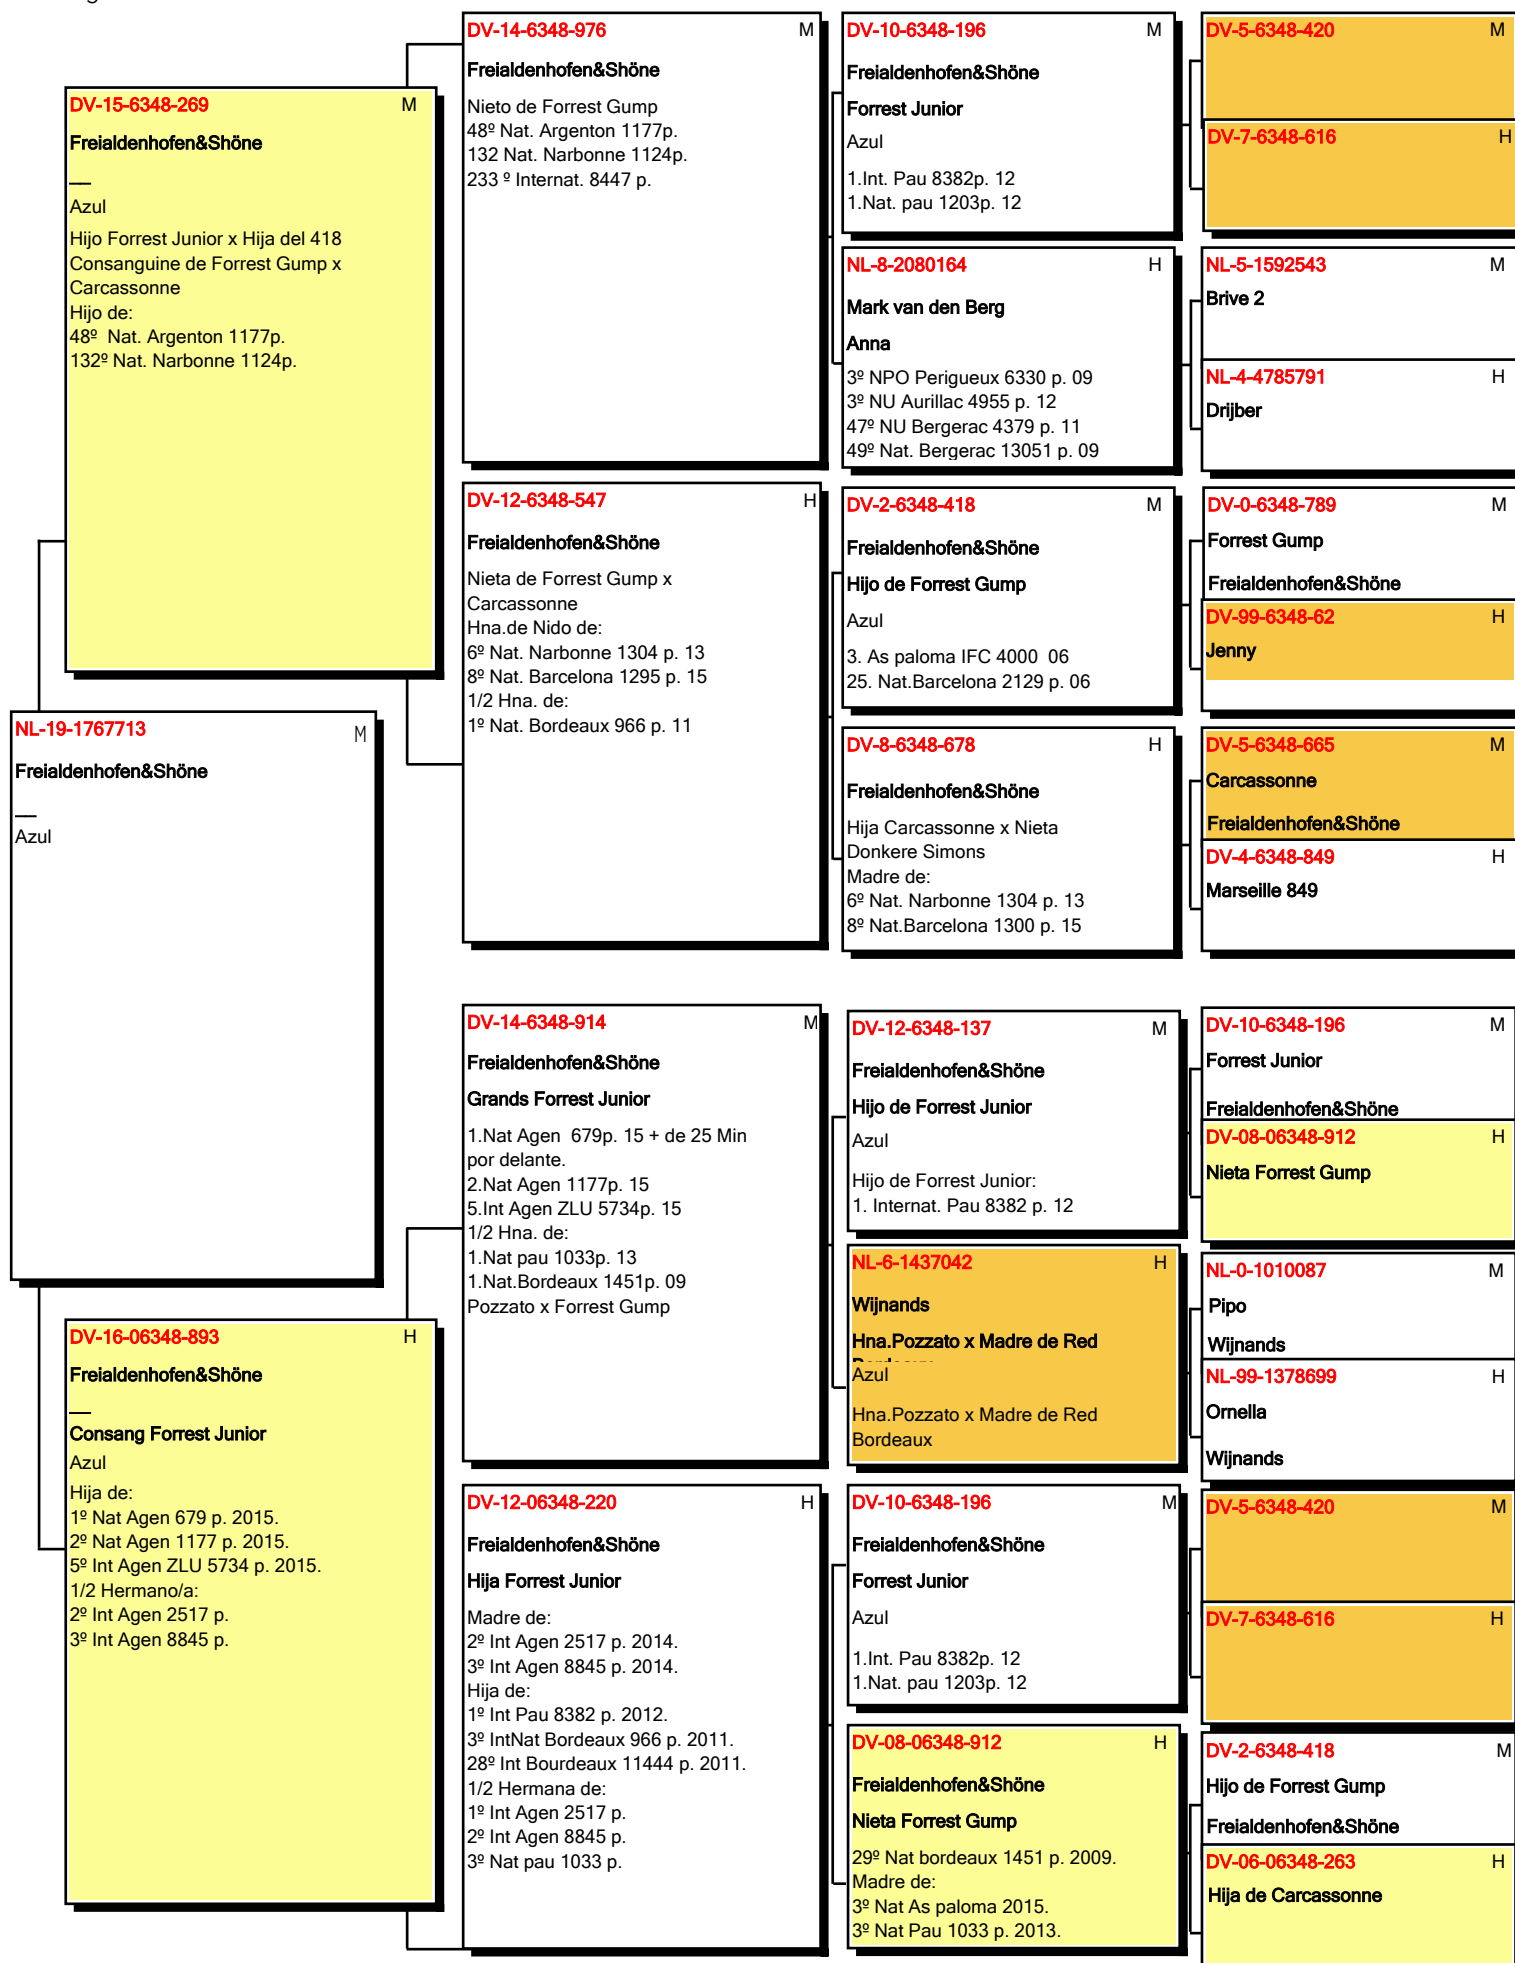 DV-15-6348-269 M
Freialdenhofen&Shöne
__
Azul
Hijo Forrest Junior x Hija del 418
Consanguine de Forrest Gump x
Carcassonne
Hijo de:
48º Nat. Argenton 1177p.
132º Nat. Narbonne 1124p.
NL-19-1767713 M
Freialdenhofen&Shöne
__
Azul
DV-16-06348-893 H
Freialdenhofen&Shöne
__
Consang Forrest Junior
Azul
Hija de:
1º Nat Agen 679 p. 2015.
2º Nat Agen 1177 p. 2015.
5º Int Agen ZLU 5734 p. 2015.
1/2 Hermano/a:
2º Int Agen 2517 p.
3º Int Agen 8845 p.
DV-14-6348-976 M
Freialdenhofen&Shöne
Nieto de Forrest Gump
48º Nat. Argenton 1177p.
132 Nat. Narbonne 1124p.
233 º Internat. 8447 p.
DV-12-6348-547 H
Freialdenhofen&Shöne
Nieta de Forrest Gump x
Carcassonne
Hna.de Nido de:
6º Nat. Narbonne 1304 p. 13
8º Nat. Barcelona 1295 p. 15
1/2 Hna. de:
1º Nat. Bordeaux 966 p. 11
DV-14-6348-914 M
Freialdenhofen&Shöne
Grands Forrest Junior
1.Nat Agen 679p. 15 + de 25 Min
por delante.
2.Nat Agen 1177p. 15
5.Int Agen ZLU 5734p. 15
1/2 Hna. de:
1.Nat pau 1033p. 13
1.Nat.Bordeaux 1451p. 09
Pozzato x Forrest Gump
DV-12-06348-220 H
Freialdenhofen&Shöne
Hija Forrest Junior
Madre de:
2º Int Agen 2517 p. 2014.
3º Int Agen 8845 p. 2014.
Hija de:
1º Int Pau 8382 p. 2012.
3º IntNat Bordeaux 966 p. 2011.
28º Int Bourdeaux 11444 p. 2011.
1/2 Hermana de:
1º Int Agen 2517 p.
2º Int Agen 8845 p.
3º Nat pau 1033 p.
DV-10-6348-196 M
Freialdenhofen&Shöne
Forrest Junior
Azul
1.Int. Pau 8382p. 12
1.Nat. pau 1203p. 12
NL-8-2080164 H
Mark van den Berg
Anna
3º NPO Perigueux 6330 p. 09
3º NU Aurillac 4955 p. 12
47º NU Bergerac 4379 p. 11
49º Nat. Bergerac 13051 p. 09
DV-2-6348-418 M
Freialdenhofen&Shöne
Hijo de Forrest Gump
Azul
3. As paloma IFC 4000 06
25. Nat.Barcelona 2129 p. 06
DV-8-6348-678 H
Freialdenhofen&Shöne
Hija Carcassonne x Nieta
Donkere Simons
Madre de:
6º Nat. Narbonne 1304 p. 13
8º Nat.Barcelona 1300 p. 15
DV-12-6348-137 M
Freialdenhofen&Shöne
Hijo de Forrest Junior
Azul
Hijo de Forrest Junior:
1. Internat. Pau 8382 p. 12
NL-6-1437042 H
Wijnands
Hna.Pozzato x Madre de Red
Azul
Hna.Pozzato x Madre de Red
Bordeaux
DV-10-6348-196 M
Freialdenhofen&Shöne
Forrest Junior
Azul
1.Int. Pau 8382p. 12
1.Nat. pau 1203p. 12
DV-08-06348-912 H
Freialdenhofen&Shöne
Nieta Forrest Gump
29º Nat bordeaux 1451 p. 2009.
Madre de:
3º Nat As paloma 2015.
3º Nat Pau 1033 p. 2013.
DV-5-6348-420 M
DV-7-6348-616 H
NL-5-1592543 M
Brive 2
NL-4-4785791 H
Drijber
DV-0-6348-789 M
Forrest Gump
Freialdenhofen&Shöne
DV-99-6348-62 H
Jenny
DV-5-6348-665 M
Carcassonne
Freialdenhofen&Shöne
DV-4-6348-849 H
Marseille 849
DV-10-6348-196 M
Forrest Junior
Freialdenhofen&Shöne
DV-08-06348-912 H
Nieta Forrest Gump
NL-0-1010087 M
Pipo
Wijnands
NL-99-1378699 H
Ornella
Wijnands
DV-5-6348-420 M
DV-7-6348-616 H
DV-2-6348-418 M
Hijo de Forrest Gump
Freialdenhofen&Shöne
DV-06-06348-263 H
Hija de Carcassonne